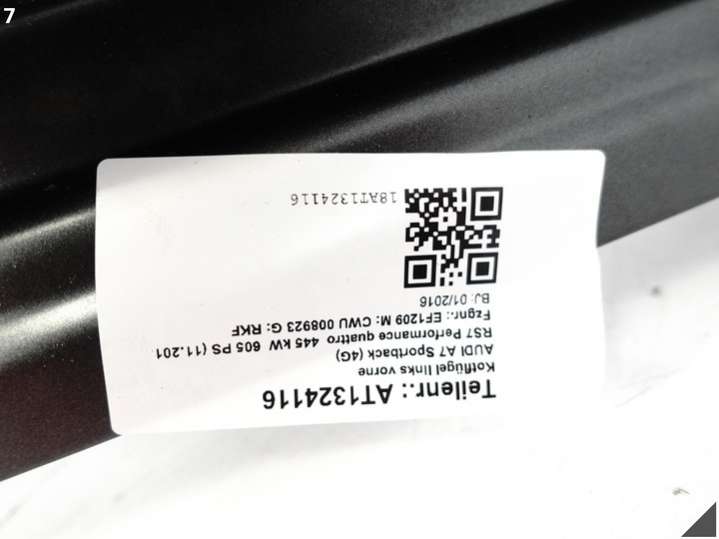 7
Teilenr.: AT1324116
Kotflügel links vorne
AUDI A7 Sportback (4G)
RS7 Performance quattro 445 kW 605 PS (11.201
Fzgnr.: EF1209 M: CWU 008923 G: RKF
BJ: 01/2016
18AT1324116